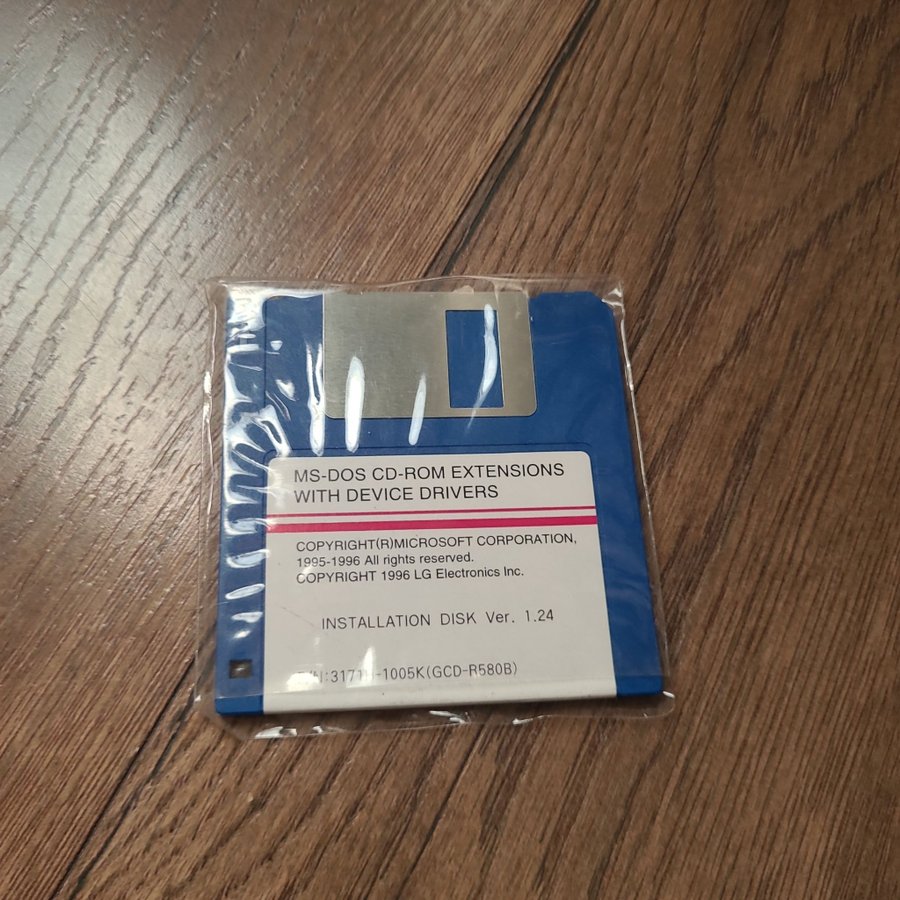 MS-DOS CD-ROM EXTENSIONS
WITH DEVICE DRIVERS
COPYRIGHT(R)MICROSOFT CORPORATION,
1995-1996 All rights reserved.
COPYRIGHT 1996 LG Electronics Inc.
INSTALLATION DISK Ver. 1.24
(GCD-R580B)